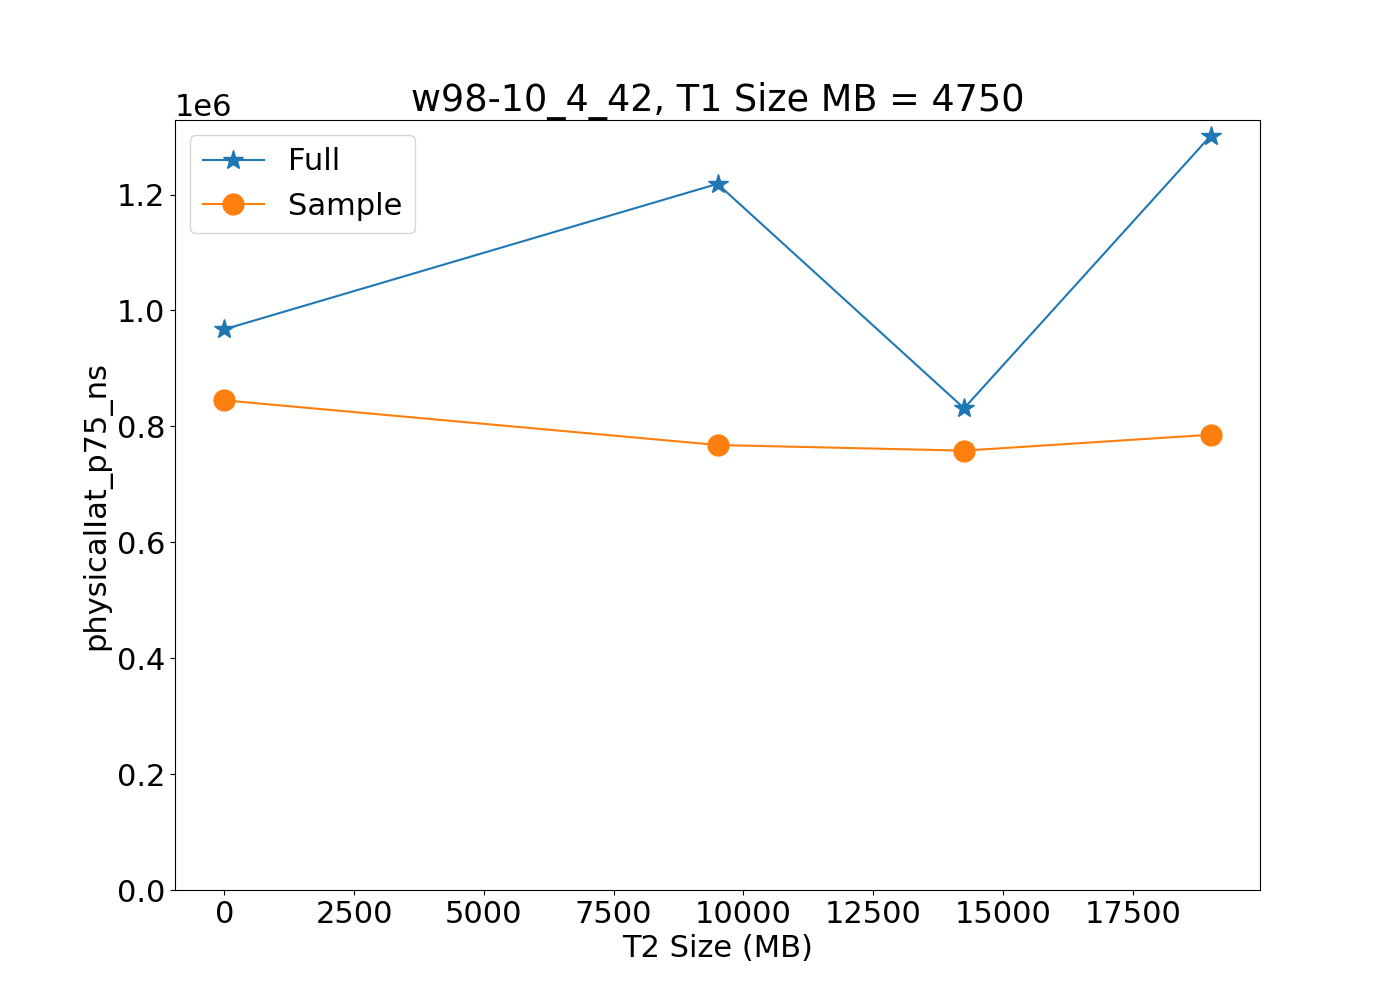 w98-10_4_42, T1 Size MB = 4750
1e6
Full
Sample
1.2
1.0
0.8
0.6
0.4
0.2
0.0
physicallat_p75_ns
0 2500 5000 7500 10000 12500 15000 17500
T2 Size (MB)